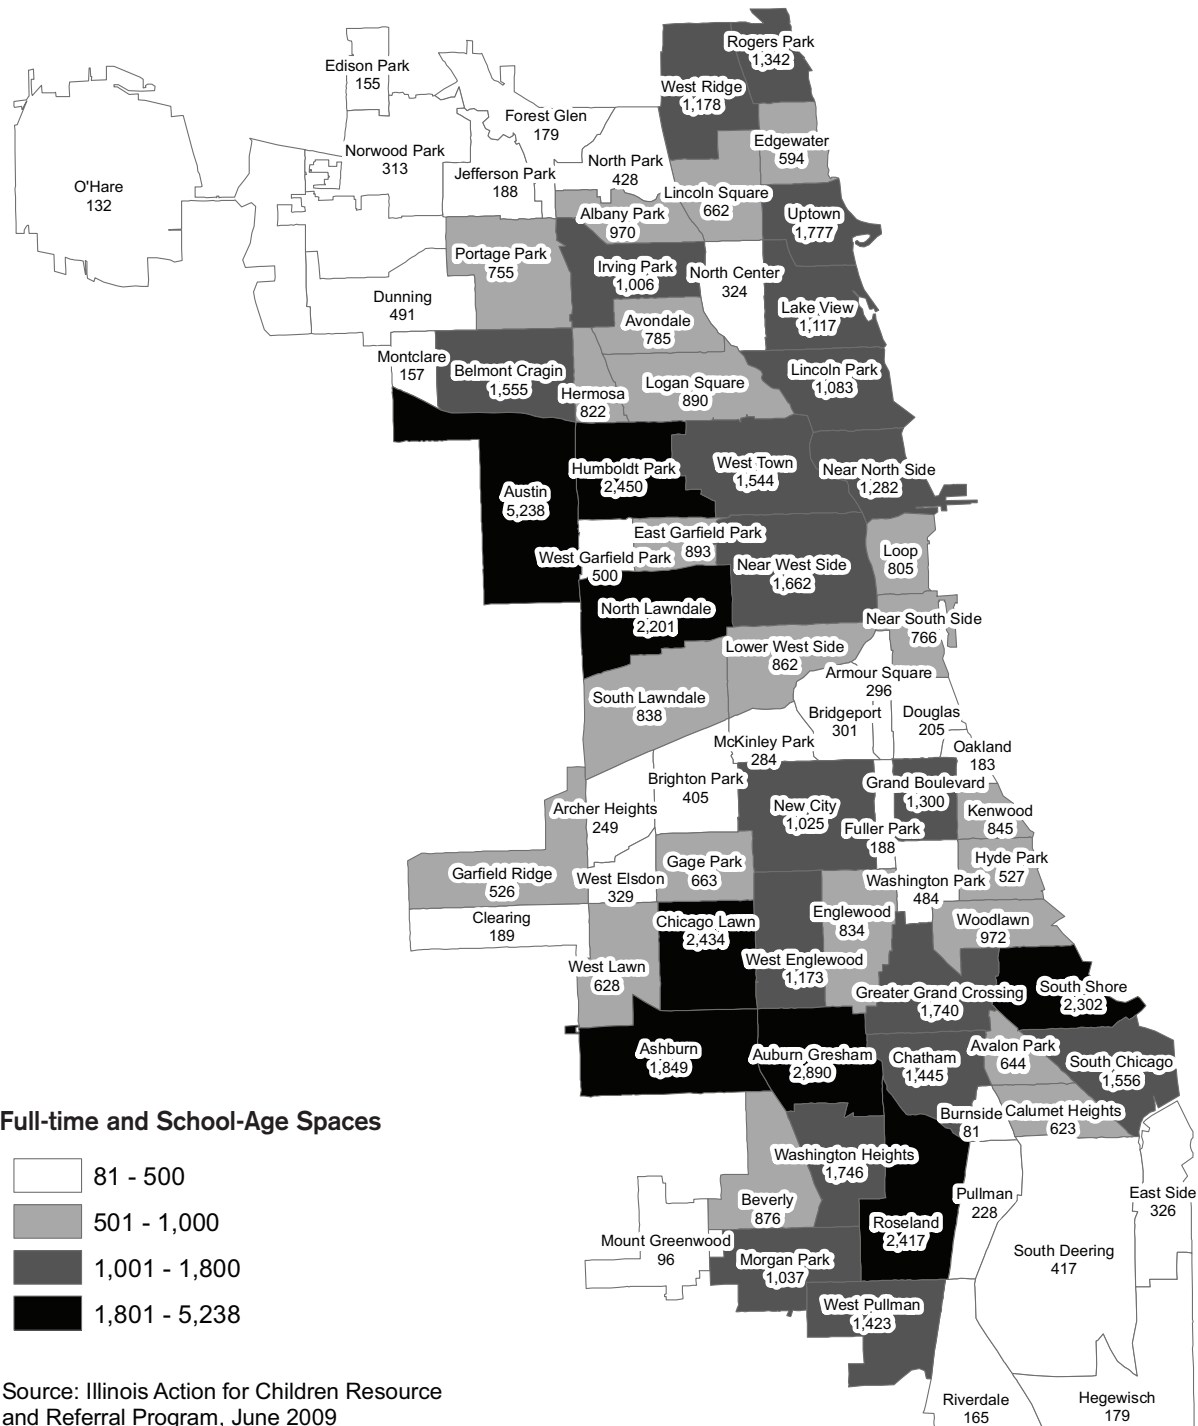 Rogers Park
1,342
Edison Park
155
West Ridge
1,178
Forest Glen
179
Edgewater
594
Norwood Park
313
North Park
428
Jefferson Park
188
O'Hare
132
Lincoln Square
662
Albany Park
970
Uptown
1,777
Portage Park
755
Irving Park
1,006
North Center
324
Dunning
491
Lake View
1,117
Avondale
785
Montclare
157
Belmont Cragin
1,555
Lincoln Park
1,083
Logan Square
890
Hermosa
822
Humboldt Park
2,450
West Town
1,544
Near North Side
1,282
Austin
5,238
East Garfield Park
893
West Garfield Park
500
Loop
805
Near West Side
1,662
North Lawndale
2,201
Near South Side
766
Lower West Side
862
Armour Square
296
South Lawndale
838
Bridgeport
301
Douglas
205
McKinley Park
284
Oakland
183
Brighton Park
405
Grand Boulevard
1,300
Archer Heights
249
New City
1,025
Kenwood
845
Fuller Park
188
Hyde Park
527
Gage Park
663
Garfield Ridge
526
West Elsdon
329
Washington Park
484
Clearing
189
Chicago Lawn
2,434
Englewood
834
Woodlawn
972
West Lawn
628
West Englewood
1,173
Greater Grand Crossing
1,740
South Shore
2,302
Ashburn
1,849
Auburn Gresham
2,890
Chatham
1,445
Avalon Park
644
South Chicago
1,556
Burnside
81
Calumet Heights
623
Full-time and School-Age Spaces
81 - 500
501 - 1,000
1,001 - 1,800
1,801 - 5,238
Washington Heights
1,746
Beverly
876
Pullman
228
East Side
326
Roseland
2,417
Mount Greenwood
96
Morgan Park
1,037
South Deering
417
West Pullman
1,423
Riverdale
165
Hegewisch
179
Source: Illinois Action for Children Resource
and Referral Program, June 2009